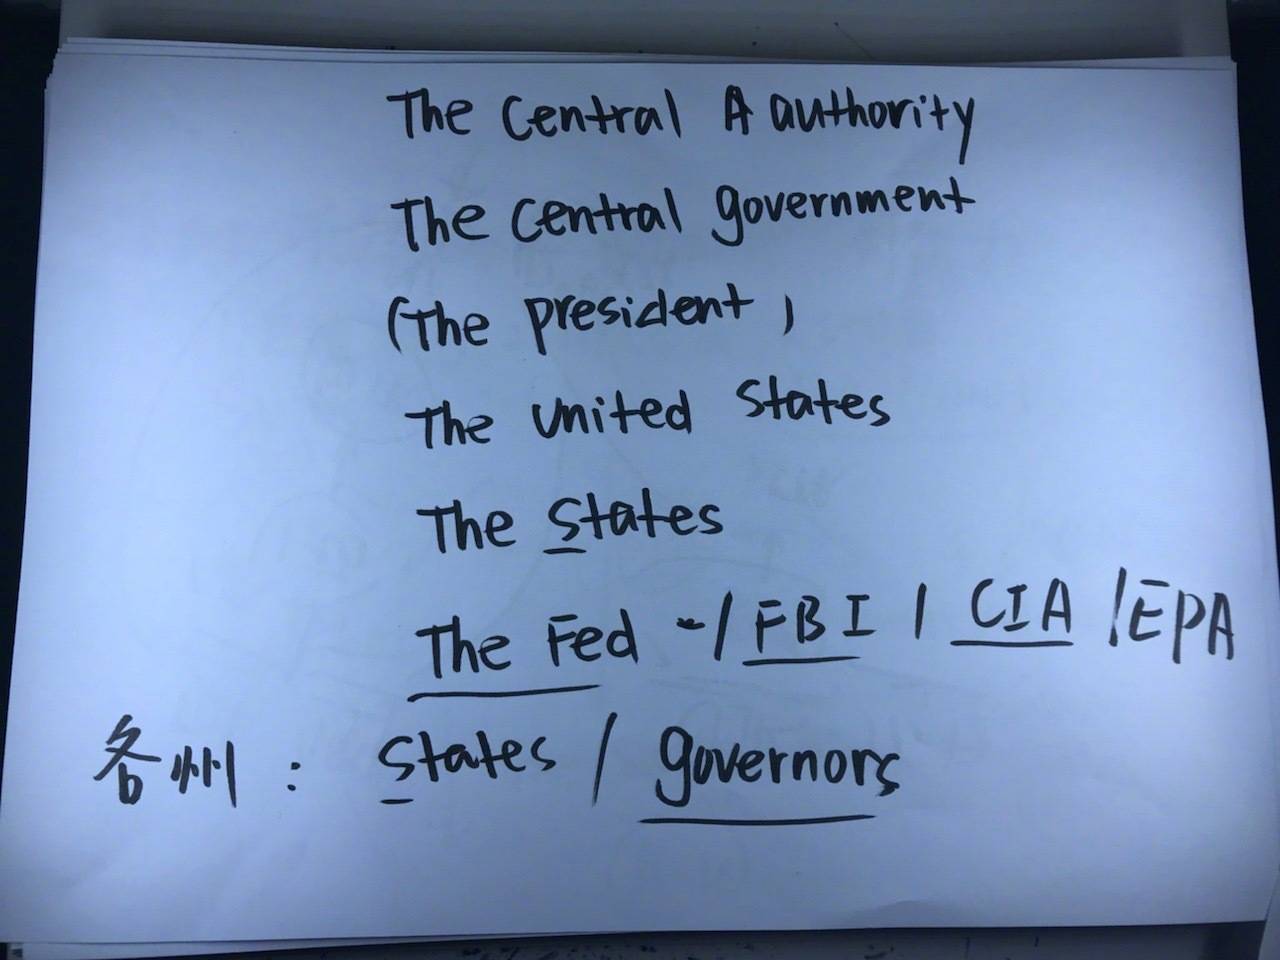 The Central A authority
The central government
(The president)
The united states
The states
The Fed -/ FBI / CIA / EPA
各州: states / governors